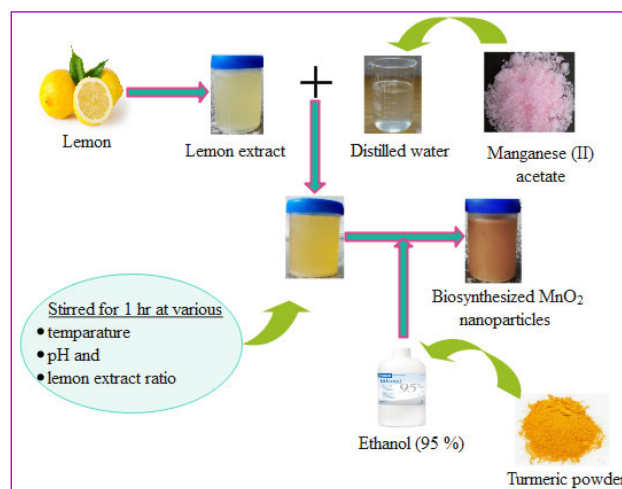 Lemon
Lemon extract
+
Distilled water
Manganese (II)
acetate
Biosynthesized MnO₂
nanoparticles
Stirred for 1 hr at various
• temparature
• pH and
• lemon extract ratio
95%
Ethanol (95 %)
Turmeric powder